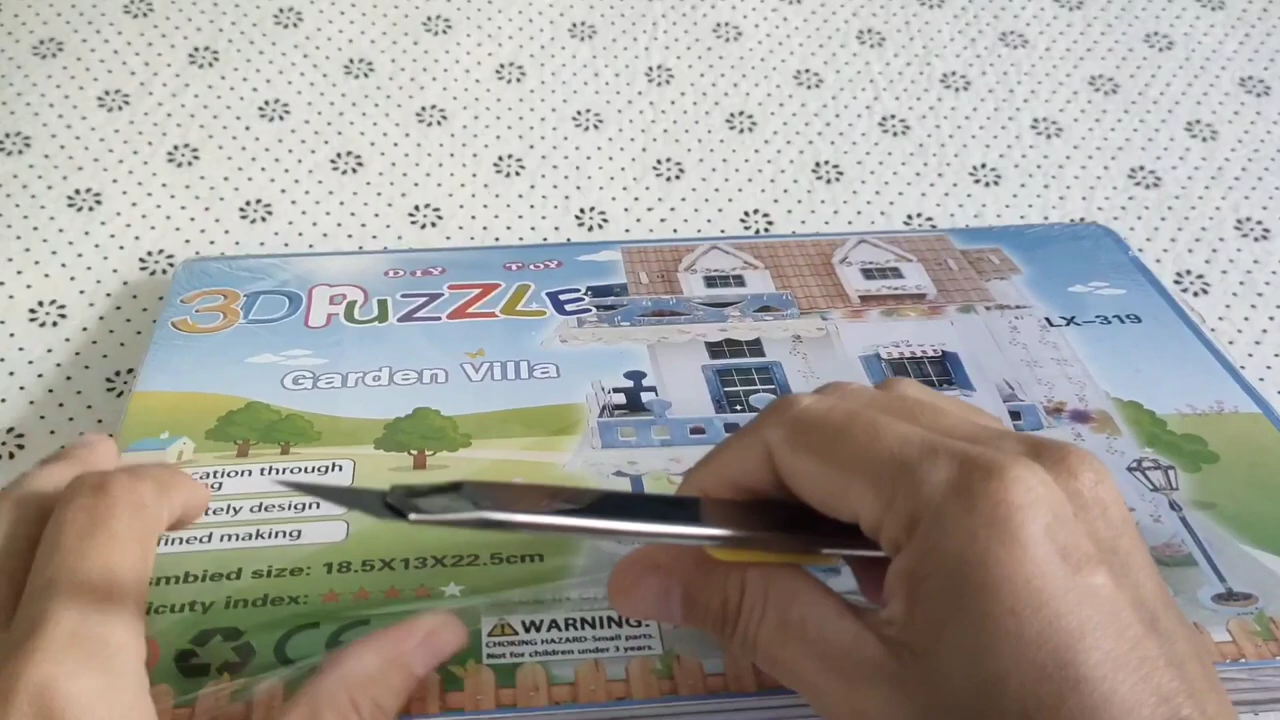 DIY TOY
3D PUZZLE
LX-319
Garden Villa
cation through
g
tely design
fined making
mbied size: 18.5X13X22.5cm
icuty index:
CE
WARNING:
CHOKING HAZARD-Small parts.
Not for children under 3 years.